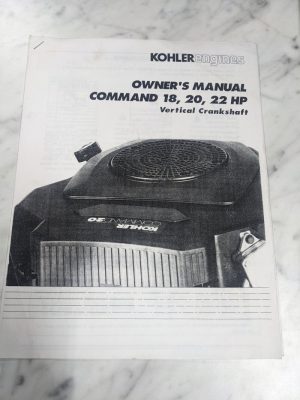 KOHLERengines
OWNER'S MANUAL
COMMAND 18, 20, 22 HP
Vertical Crankshaft
KOHLER
COMMAND 20